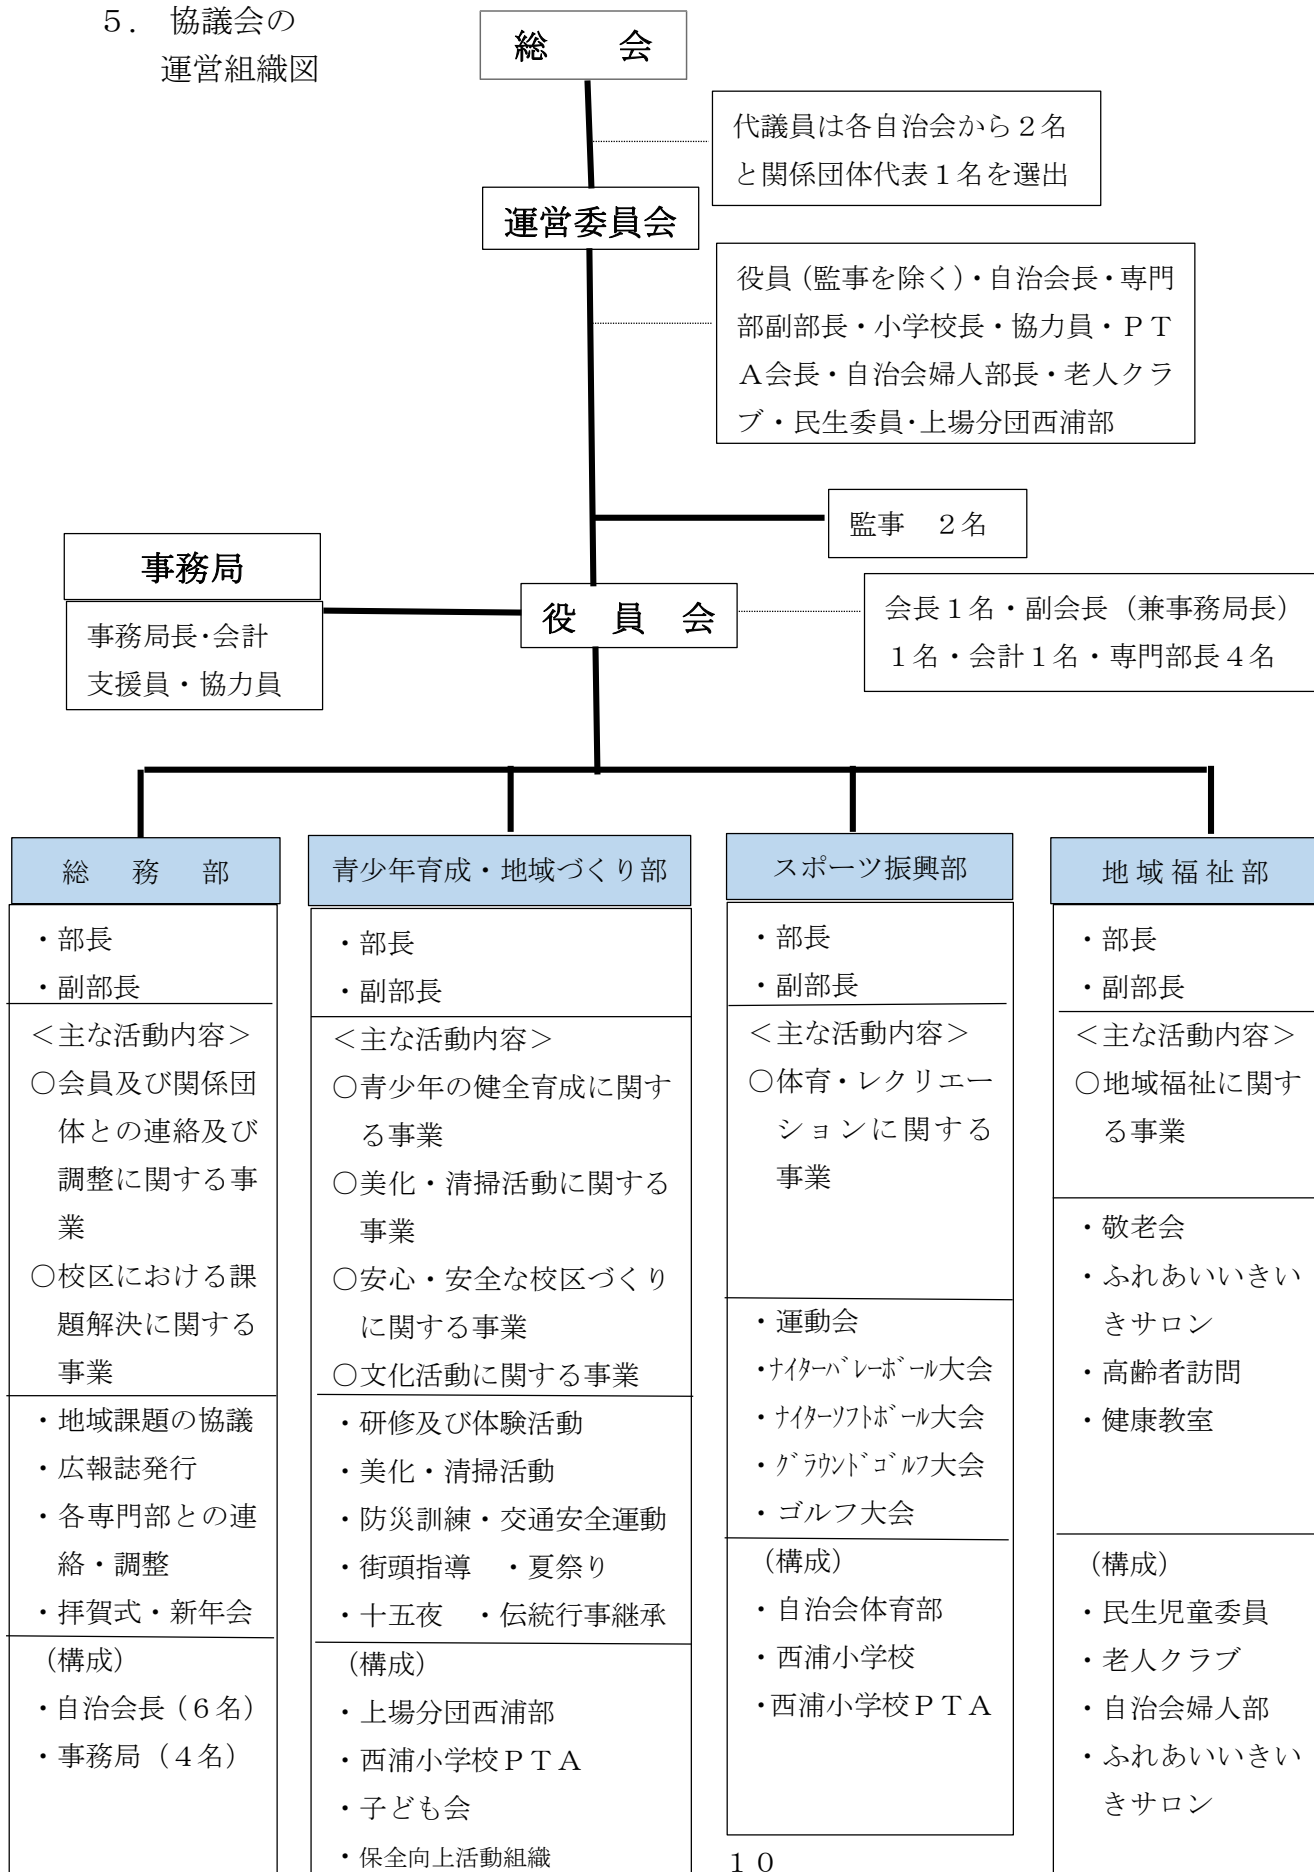 ５． 協議会の
運営組織図
総　会
代議員は各自治会から２名
と関係団体代表１名を選出
運営委員会
役員（監事を除く）・自治会長・専門
部副部長・小学校長・協力員・ＰＴ
Ａ会長・自治会婦人部長・老人クラ
ブ・民生委員・上場分団西浦部
監事　２名
事務局
事務局長・会計
支援員・協力員
役　員　会
会長１名・副会長（兼事務局長）
１名・会計１名・専門部長４名
総　務　部
・部長
・副部長
＜主な活動内容＞
○会員及び関係団
体との連絡及び
調整に関する事
業
○校区における課
題解決に関する
事業
・地域課題の協議
・広報誌発行
・各専門部との連
絡・調整
・拝賀式・新年会
（構成）
・自治会長（６名）
・事務局（４名）
青少年育成・地域づくり部
・部長
・副部長
＜主な活動内容＞
○青少年の健全育成に関す
る事業
○美化・清掃活動に関する
事業
○安心・安全な校区づくり
に関する事業
○文化活動に関する事業
・研修及び体験活動
・美化・清掃活動
・防災訓練・交通安全運動
・街頭指導　・夏祭り
・十五夜　・伝統行事継承
（構成）
・上場分団西浦部
・西浦小学校ＰＴＡ
・子ども会
・保全向上活動組織
スポーツ振興部
・部長
・副部長
＜主な活動内容＞
○体育・レクリエー
ションに関する
事業
・運動会
・ﾅｲﾀｰﾊﾞﾚｰﾎﾞｰﾙ大会
・ﾅｲﾀｰｿﾌﾄﾎﾞｰﾙ大会
・ｸﾞﾗｳﾝﾄﾞｺﾞﾙﾌ大会
・ゴルフ大会
（構成）
・自治会体育部
・西浦小学校
・西浦小学校ＰＴＡ
地域福祉部
・部長
・副部長
＜主な活動内容＞
○地域福祉に関す
る事業
・敬老会
・ふれあいいきい
きサロン
・高齢者訪問
・健康教室
（構成）
・民生児童委員
・老人クラブ
・自治会婦人部
・ふれあいいきい
きサロン
１０